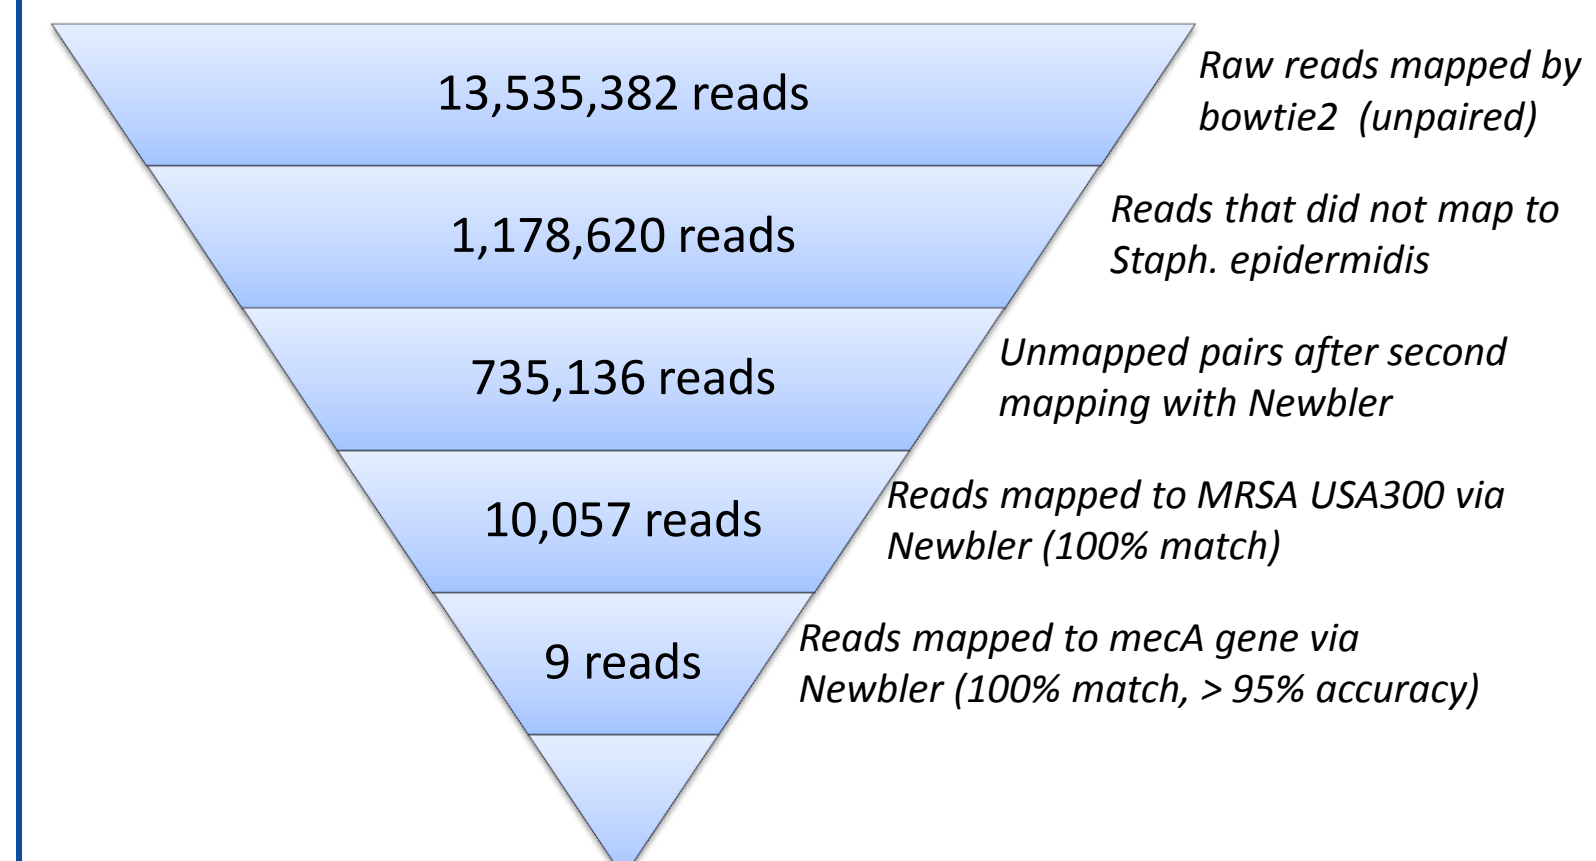 13,535,382 reads
Raw reads mapped by
bowtie2 (unpaired)
1,178,620 reads
Reads that did not map to
Staph. epidermidis
735,136 reads
Unmapped pairs after second
mapping with Newbler
10,057 reads
Reads mapped to MRSA USA300 via
Newbler (100% match)
9 reads
Reads mapped to mecA gene via
Newbler (100% match, > 95% accuracy)